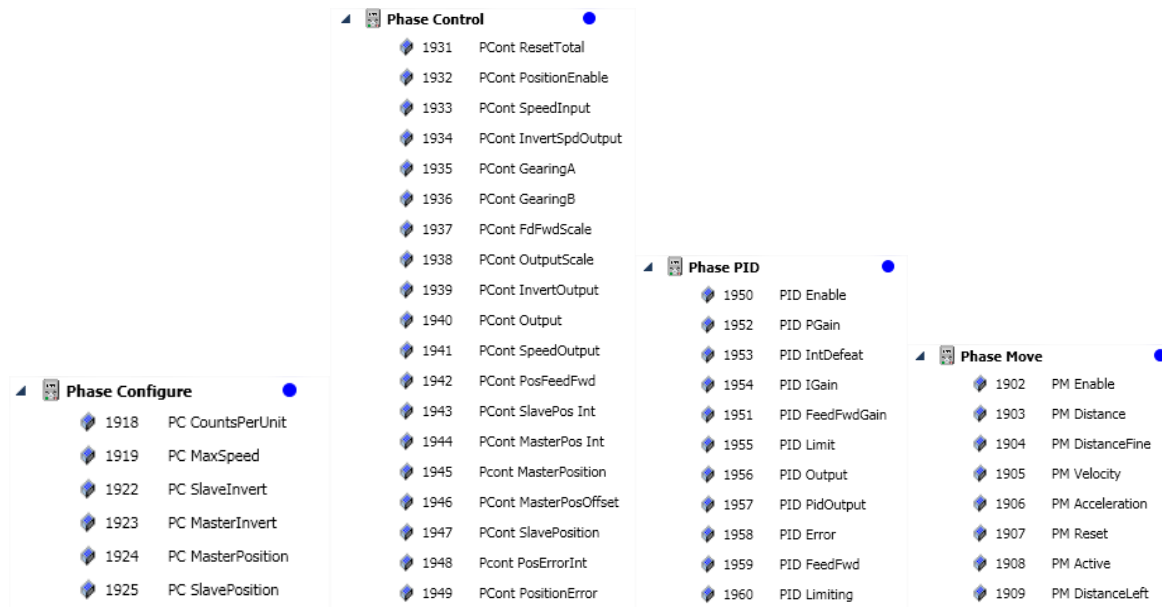 Phase Configure
1918 PC CountsPerUnit
1919 PC MaxSpeed
1922 PC SlaveInvert
1923 PC MasterInvert
1924 PC MasterPosition
1925 PC SlavePosition
Phase Control
1931 PCont ResetTotal
1932 PCont PositionEnable
1933 PCont SpeedInput
1934 PCont InvertSpdOutput
1935 PCont GearingA
1936 PCont GearingB
1937 PCont FdFwdScale
1938 PCont OutputScale
1939 PCont InvertOutput
1940 PCont Output
1941 PCont SpeedOutput
1942 PCont PosFeedFwd
1943 PCont SlavePos Int
1944 PCont MasterPos Int
1945 Pcont MasterPosition
1946 PCont MasterPosOffset
1947 PCont SlavePosition
1948 Pcont PosErrorInt
1949 PCont PositionError
Phase PID
1950 PID Enable
1952 PID PGain
1953 PID IntDefeat
1954 PID IGain
1951 PID FeedFwdGain
1955 PID Limit
1956 PID Output
1957 PID PidOutput
1958 PID Error
1959 PID FeedFwd
1960 PID Limiting
Phase Move
1902 PM Enable
1903 PM Distance
1904 PM DistanceFine
1905 PM Velocity
1906 PM Acceleration
1907 PM Reset
1908 PM Active
1909 PM DistanceLeft